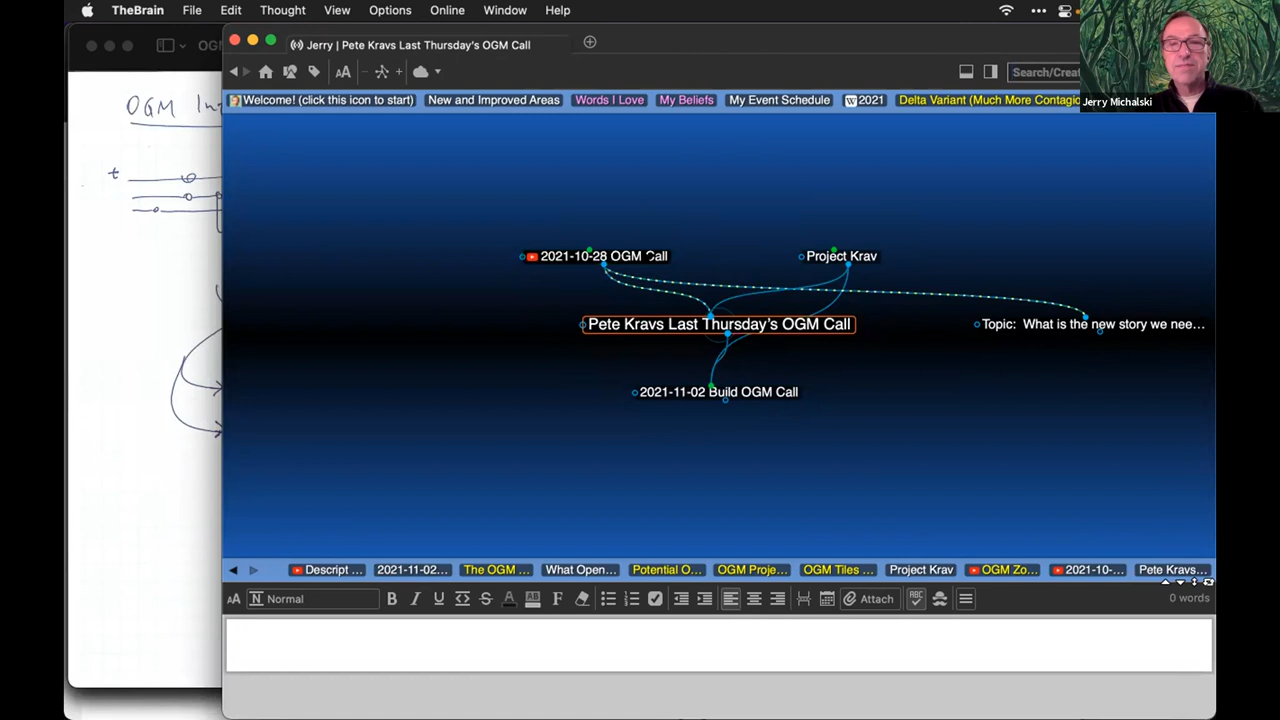 TheBrain File Edit Thought View Options Online Window Help
Jerry | Pete Kravs Last Thursday's OGM Call
OG
AA
Search/Creat
Welcome! (click this icon to start) New and Improved Areas Words I Love My Beliefs My Event Schedule W 2021 Delta Variant (Much More Contagio
Jerry Michalski
OGM In
t
2021-10-28 OGM Call Project Krav
Pete Kravs Last Thursday's OGM Call Topic: What is the new story we nee...
2021-11-02 Build OGM Call
Descript ... 2021-11-02... The OGM ... What Open... Potential O... OGM Proje... OGM Tiles ... Project Krav OGM Zo... 2021-10-... Pete Kravs...
AA N Normal B I U S A AB F Attach ABC 0 words